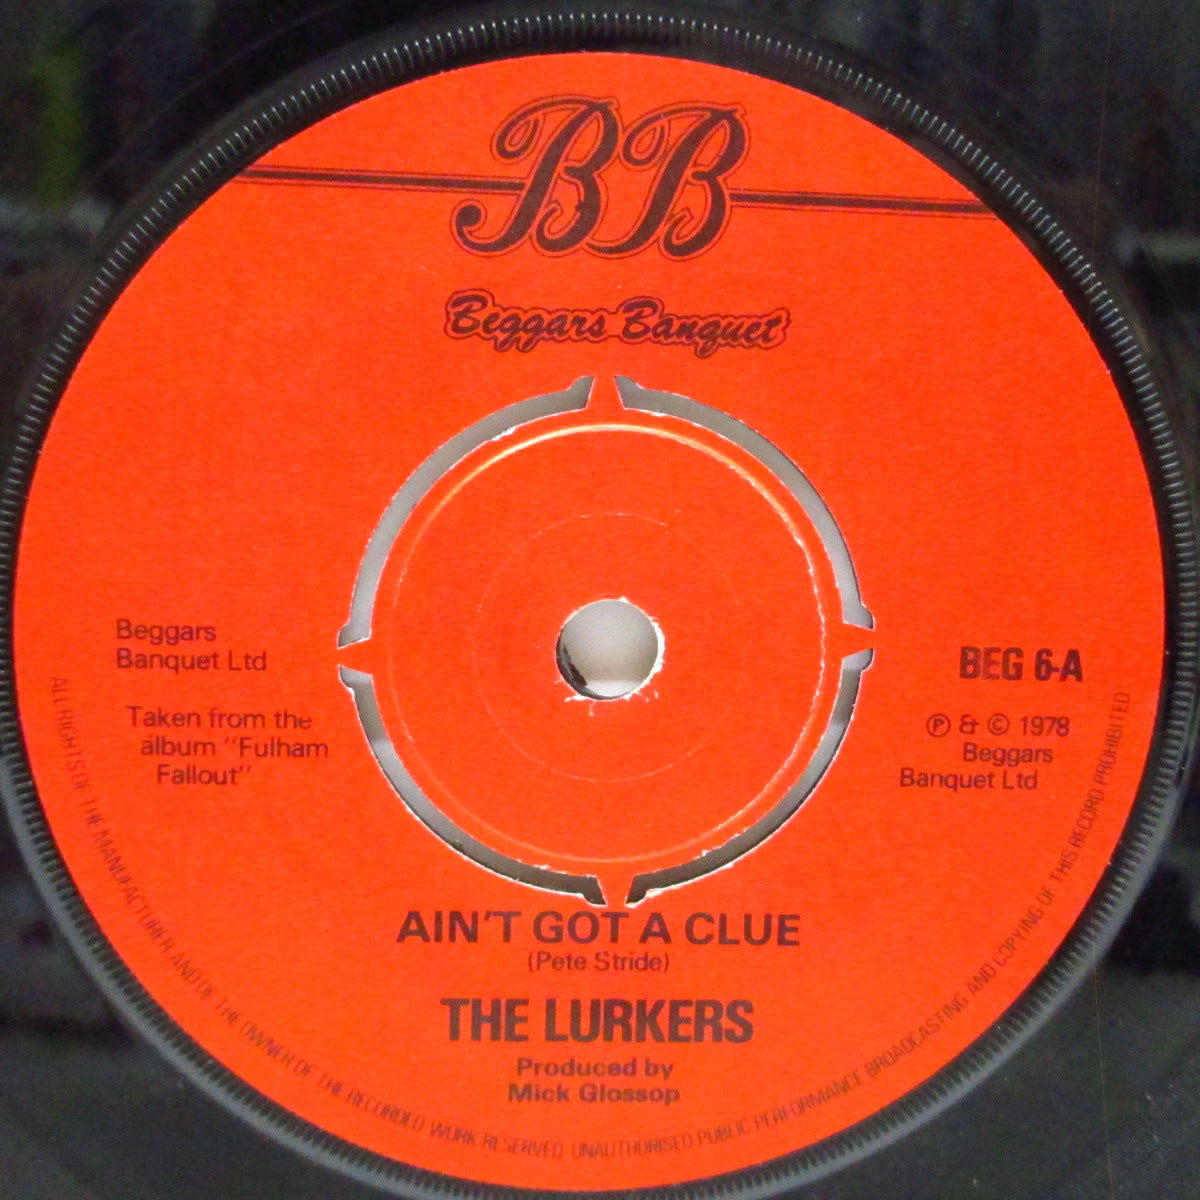 BB
Beggars Banquet
Beggars
Banquet Ltd
Taken from the
album "Fulham
Fallout"
BEG 6-A
℗ & © 1978
Beggars
Banquet Ltd
AIN'T GOT A CLUE
(Pete Stride)
THE LURKERS
Produced by
Mick Glossop
ALL RIGHTS OF THE MANUFACTURER AND OF THE OWNER OF THE RECORDED WORK RESERVED UNAUTHORISED PUBLIC PERFORMANCE BROADCASTING AND COPYING OF THIS RECORD PROHIBITED